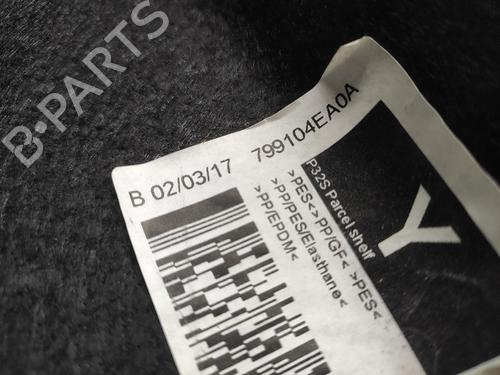 B-PARTS
B 02/03/17 799104EA0A
P32S Parcel shelf
>PES<>PP/GF< >PES<
>PP/PES/Elasthane<
>PP/EPDM<
Y